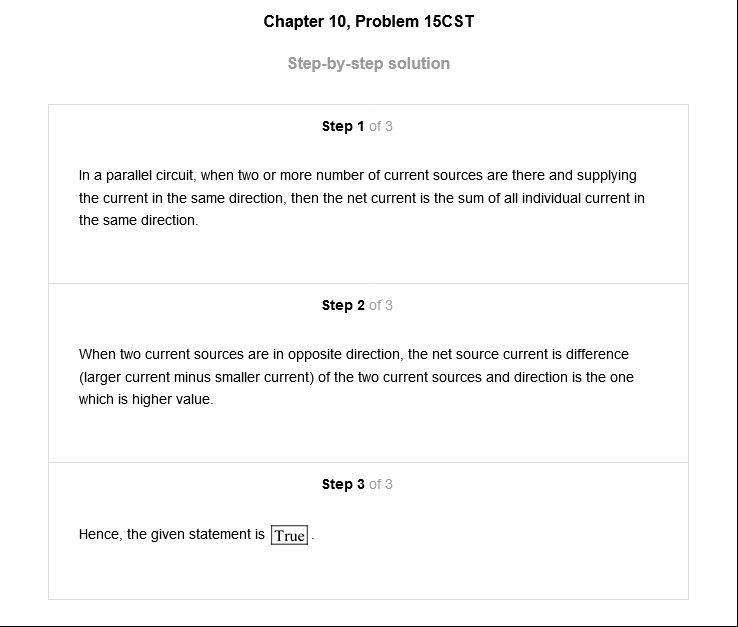 Chapter 10, Problem 15CST
Step-by-step solution
Step 1 of 3
In a parallel circuit, when two or more number of current sources are there and supplying
the current in the same direction, then the net current is the sum of all individual current in
the same direction.
Step 2 of 3
When two current sources are in opposite direction, the net source current is difference
(larger current minus smaller current) of the two current sources and direction is the one
which is higher value.
Step 3 of 3
Hence, the given statement is True.